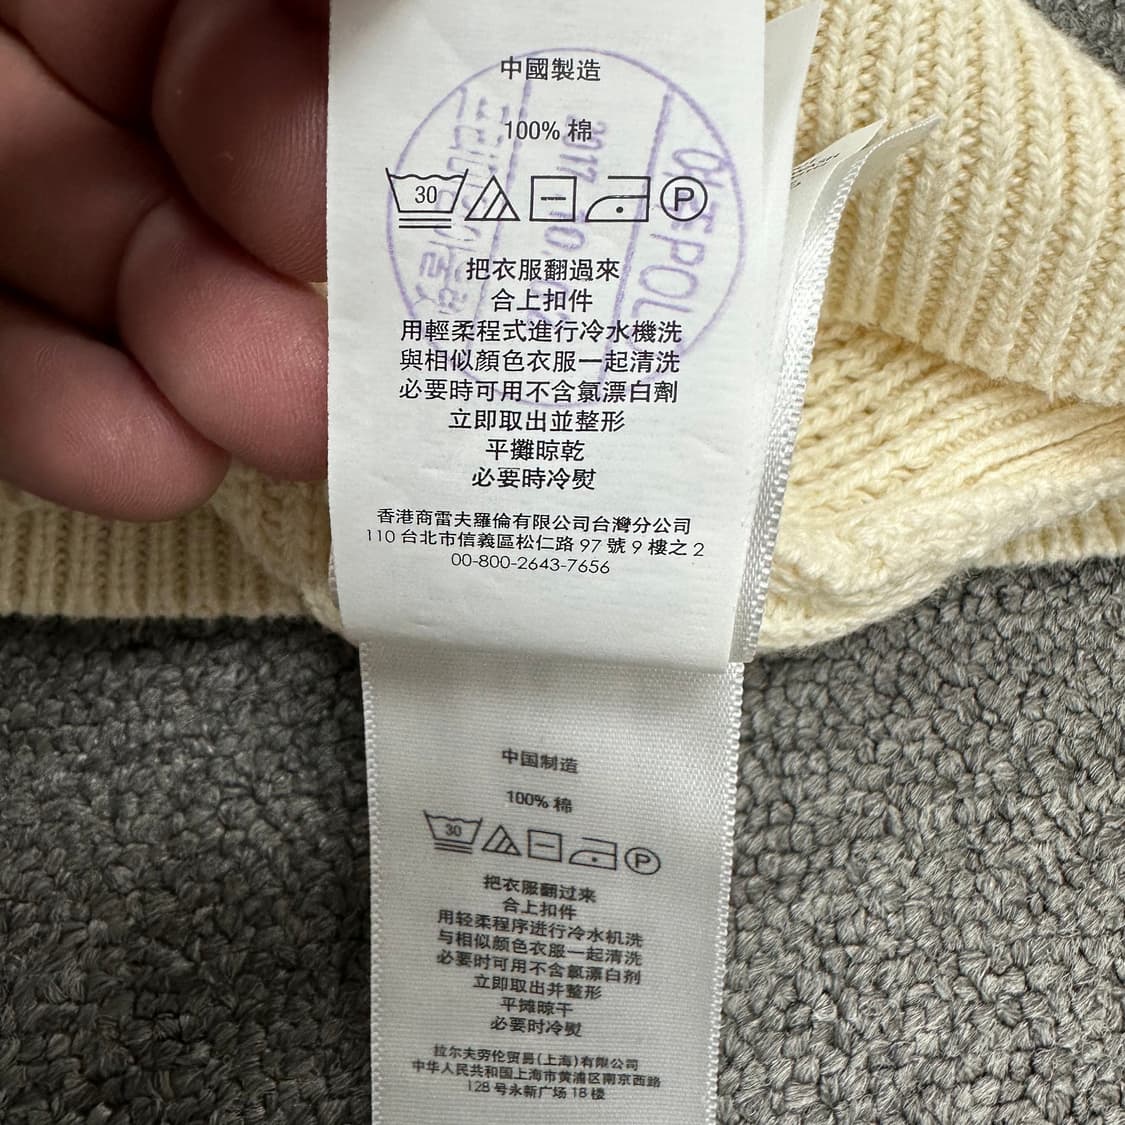 中國製造
100% 棉
30
P
把衣服翻過來
合上扣件
用輕柔程式進行冷水機洗
與相似顏色衣服一起清洗
必要時可用不含氯漂白劑
立即取出並整形
平攤晾乾
必要時冷熨
香港商雷夫羅倫有限公司台灣分公司
110 台北市信義區松仁路 97 號 9 樓之 2
00-800-2643-7656
POLO
2017
中国制造
100% 棉
30
P
把衣服翻过来
合上扣件
用轻柔程序进行冷水机洗
与相似颜色衣服一起清洗
必要时可用不含氯漂白剂
立即取出并整形
平摊晾干
必要时冷熨
拉尔夫劳伦贸易(上海)有限公司
中华人民共和国上海市黄浦区南京西路
128 号永新广场 18 楼